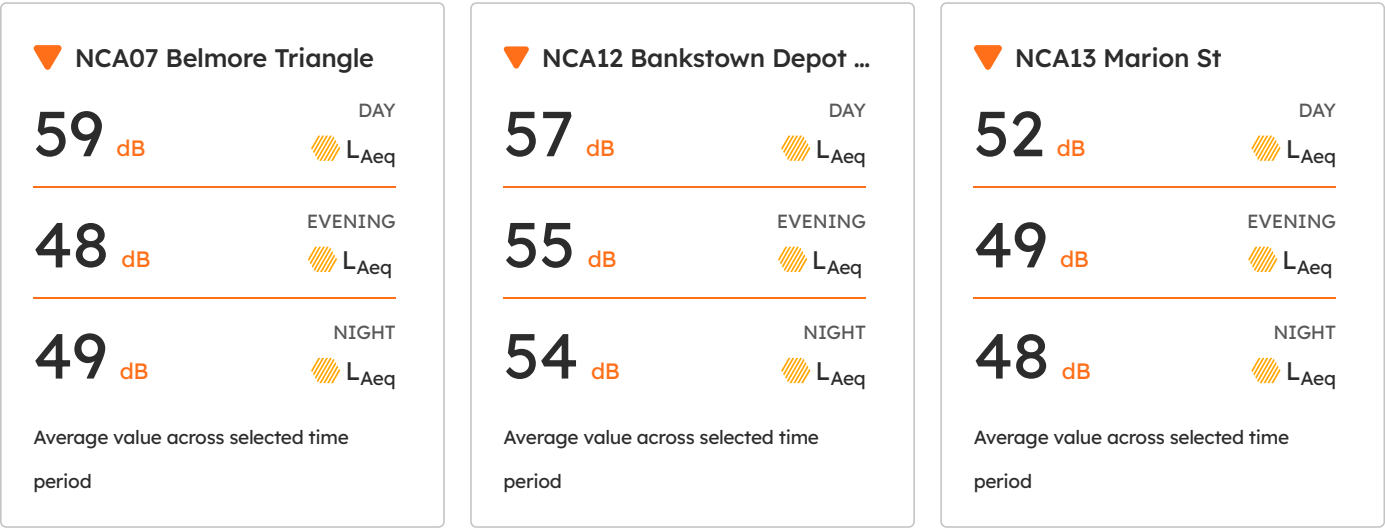 NCA07 Belmore Triangle
DAY
59 dB LAeq
EVENING
48 dB LAeq
NIGHT
49 dB LAeq
Average value across selected time
period
NCA12 Bankstown Depot ...
DAY
57 dB LAeq
EVENING
55 dB LAeq
NIGHT
54 dB LAeq
Average value across selected time
period
NCA13 Marion St
DAY
52 dB LAeq
EVENING
49 dB LAeq
NIGHT
48 dB LAeq
Average value across selected time
period